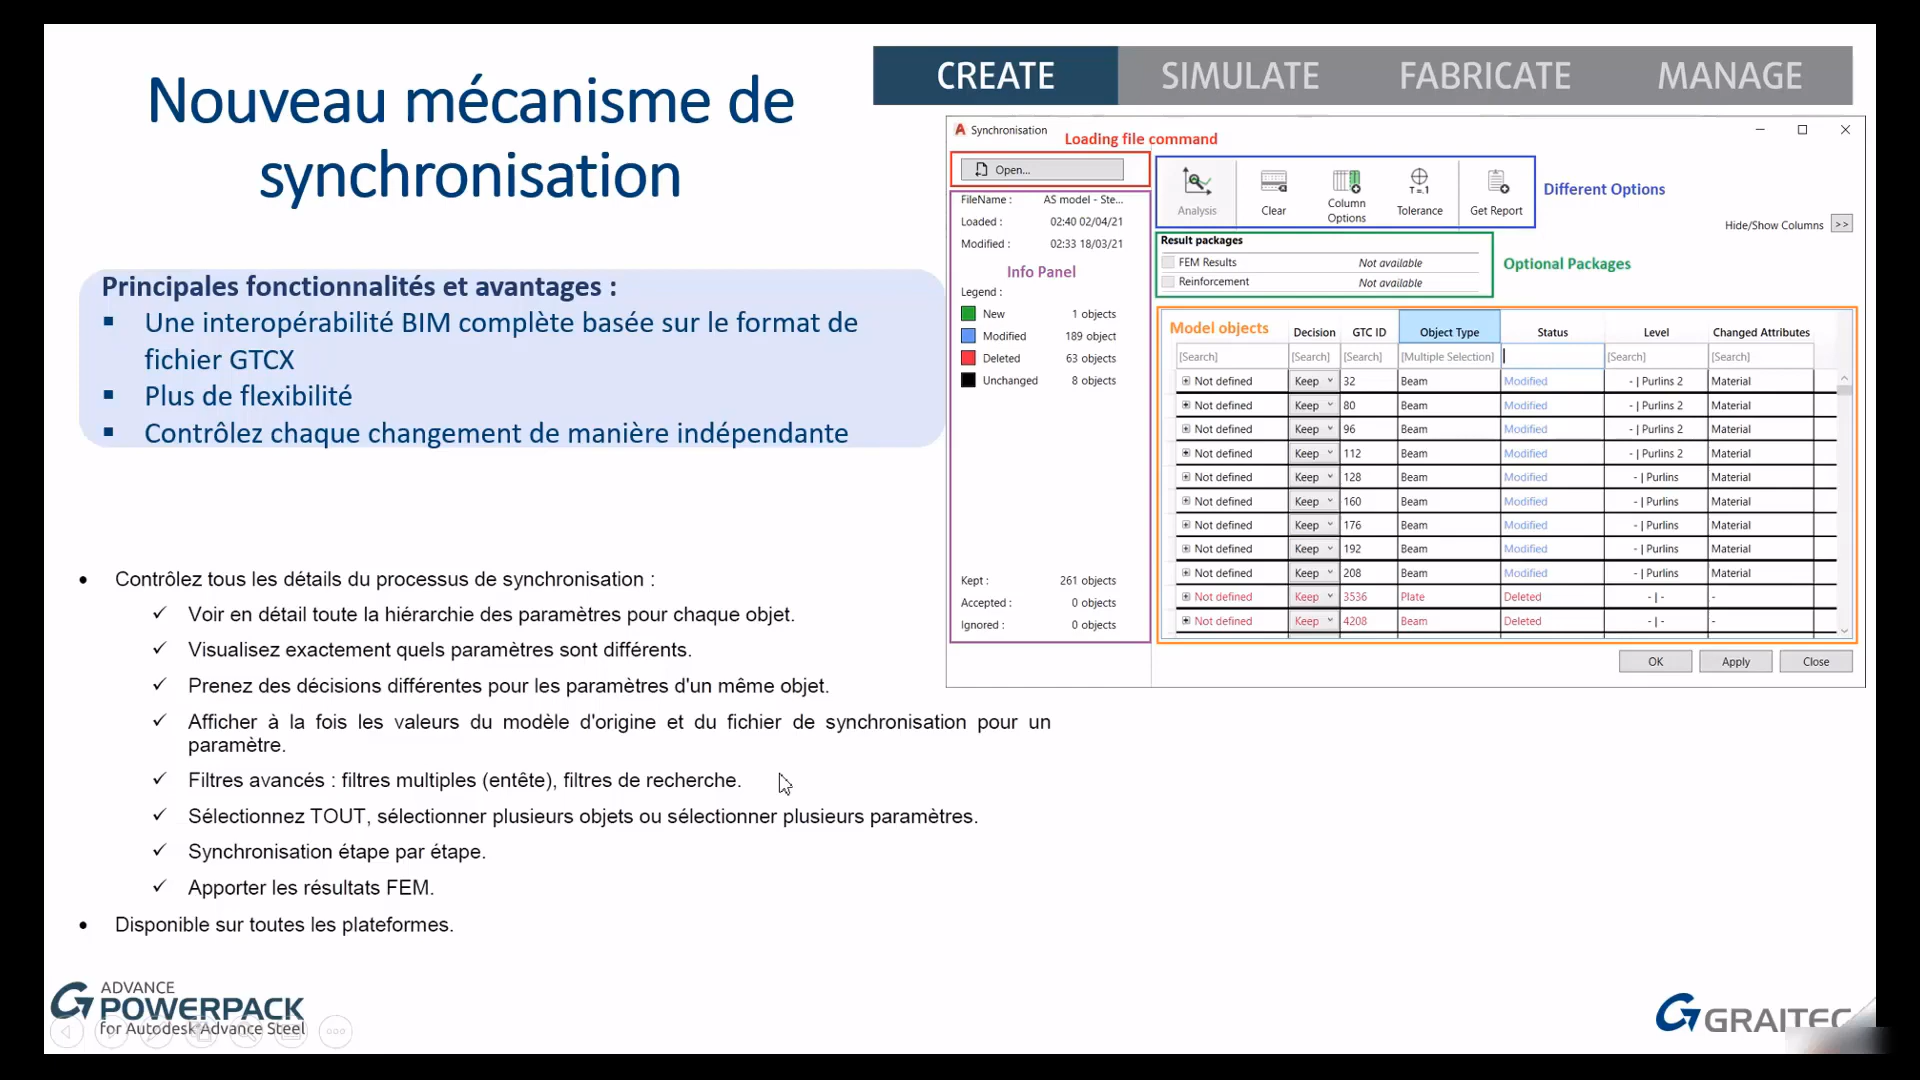 Nouveau mécanisme de
synchronisation
CREATE SIMULATE FABRICATE MANAGE
Principales fonctionnalités et avantages :
▪ Une interopérabilité BIM complète basée sur le format de
fichier GTCX
▪ Plus de flexibilité
▪ Contrôlez chaque changement de manière indépendante
• Contrôlez tous les détails du processus de synchronisation :
✓ Voir en détail toute la hiérarchie des paramètres pour chaque objet.
✓ Visualisez exactement quels paramètres sont différents.
✓ Prenez des décisions différentes pour les paramètres d'un même objet.
✓ Afficher à la fois les valeurs du modèle d'origine et du fichier de synchronisation pour un
paramètre.
✓ Filtres avancés : filtres multiples (entête), filtres de recherche.
✓ Sélectionnez TOUT, sélectionner plusieurs objets ou sélectionner plusieurs paramètres.
✓ Synchronisation étape par étape.
✓ Apporter les résultats FEM.
• Disponible sur toutes les plateformes.
Synchronisation
Loading file command
Open...
FileName : AS model - Ste...
Loaded : 02:40 02/04/21
Modified : 02:33 18/03/21
Info Panel
Legend :
New 1 objects
Modified 189 object
Deleted 63 objects
Unchanged 8 objects
Kept : 261 objects
Accepted : 0 objects
Ignored : 0 objects
Analysis Clear Column Options Tolerance Get Report
T=.1
Different Options
Hide/Show Columns >>
Result packages
FEM Results Not available
Reinforcement Not available
Optional Packages
Model objects Decision GTC ID Object Type Status Level Changed Attributes
[Search] [Search] [Search] [Multiple Selection] [Search] [Search]
Not defined Keep 32 Beam Modified - | Purlins 2 Material
Not defined Keep 80 Beam Modified - | Purlins 2 Material
Not defined Keep 96 Beam Modified - | Purlins 2 Material
Not defined Keep 112 Beam Modified - | Purlins 2 Material
Not defined Keep 128 Beam Modified - | Purlins Material
Not defined Keep 160 Beam Modified - | Purlins Material
Not defined Keep 176 Beam Modified - | Purlins Material
Not defined Keep 192 Beam Modified - | Purlins Material
Not defined Keep 208 Beam Modified - | Purlins Material
Not defined Keep 3536 Plate Deleted - | - -
Not defined Keep 4208 Beam Deleted - | - -
OK Apply Close
ADVANCE
POWERPACK
for Autodesk Advance Steel
GRAITEC